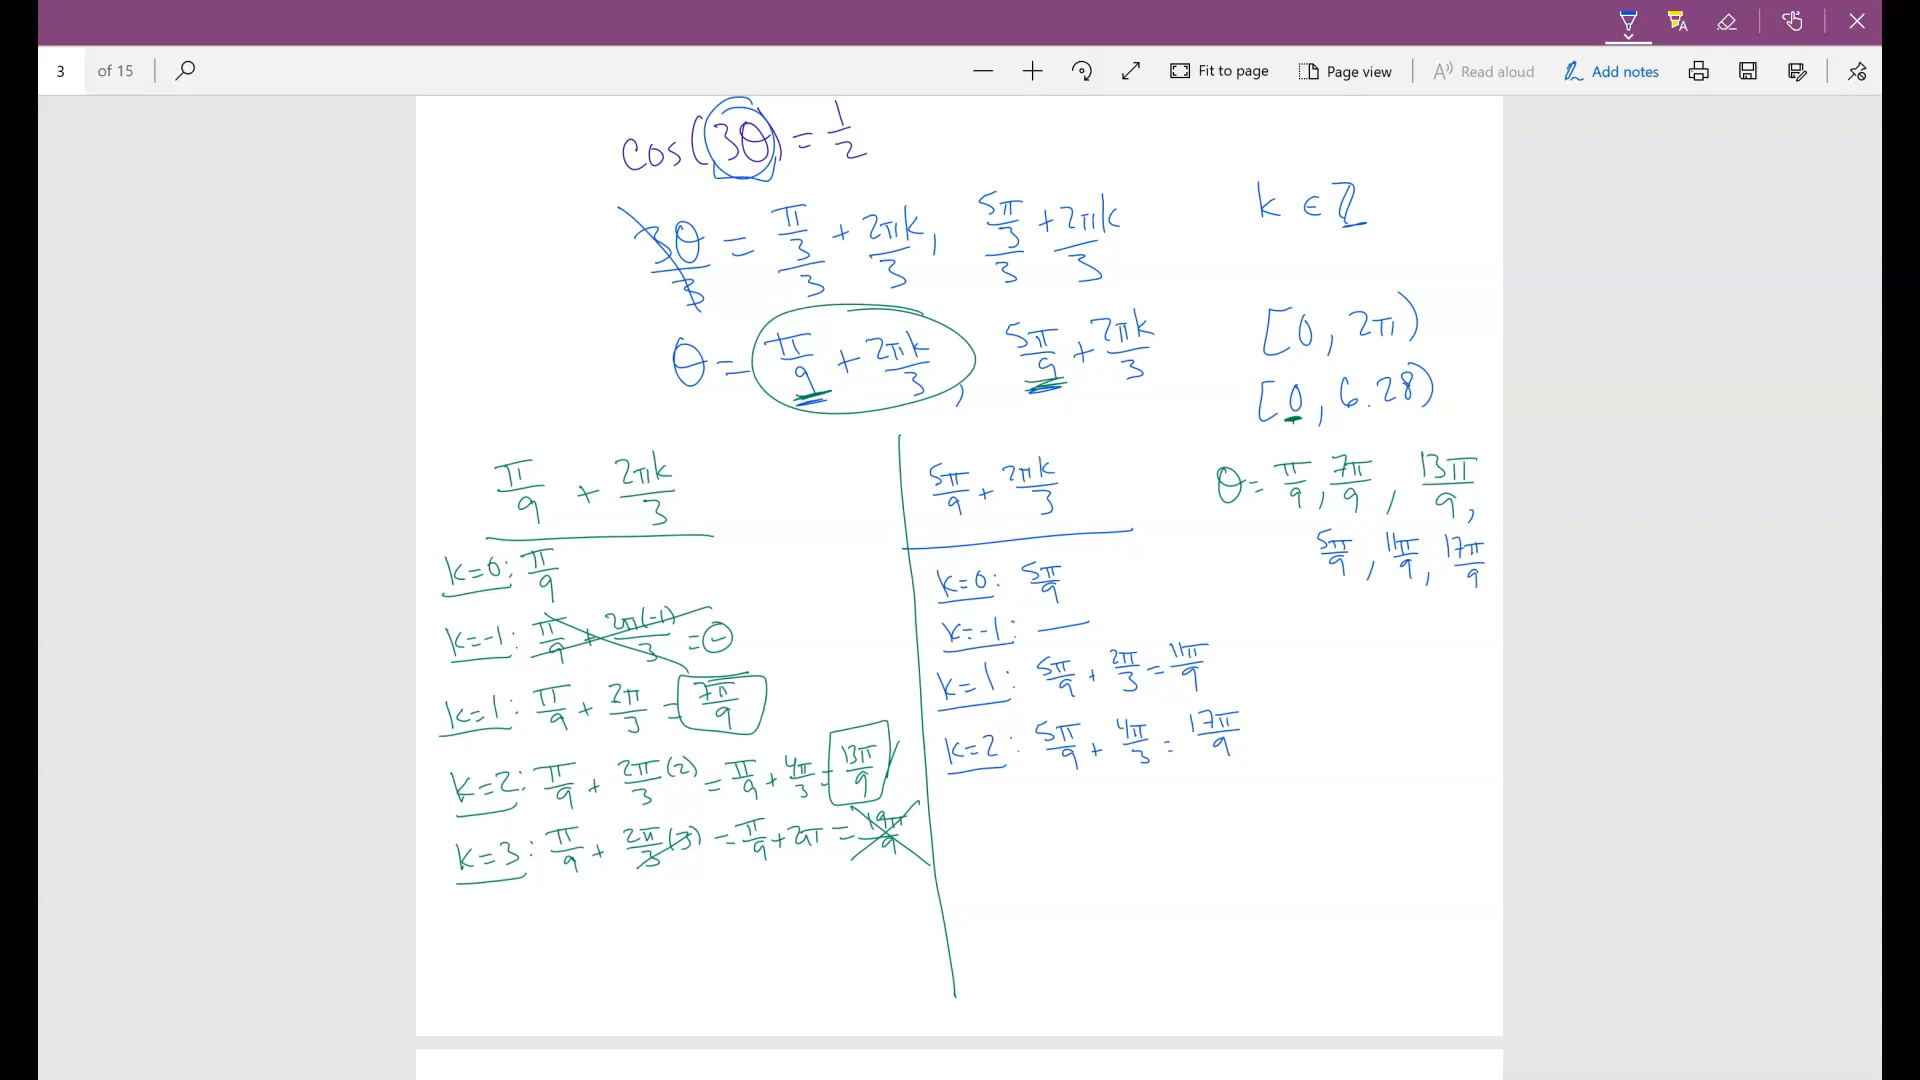 3 of 15 Fit to page Page view Read aloud Add notes
cos(3θ) = 1/2
3θ/3 = π/3/3 + 2πk/3, 5π/3/3 + 2πk/3
k ∈ ℤ
θ = π/9 + 2πk/3, 5π/9 + 2πk/3
[0, 2π)
[0, 6.28)
π/9 + 2πk/3
k=0: π/9
k=-1: π/9 + 2π(-1)/3 = ⊖
k=1: π/9 + 2π/3 = 7π/9
k=2: π/9 + 2π/3(2) = π/9 + 4π/3 = 13π/9
k=3: π/9 + 2π/3(3) = π/9 + 2π = 19π/9
5π/9 + 2πk/3
k=0: 5π/9
k=-1: —
k=1: 5π/9 + 2π/3 = 11π/9
k=2: 5π/9 + 4π/3 = 17π/9
θ = π/9, 7π/9, 13π/9,
5π/9, 11π/9, 17π/9